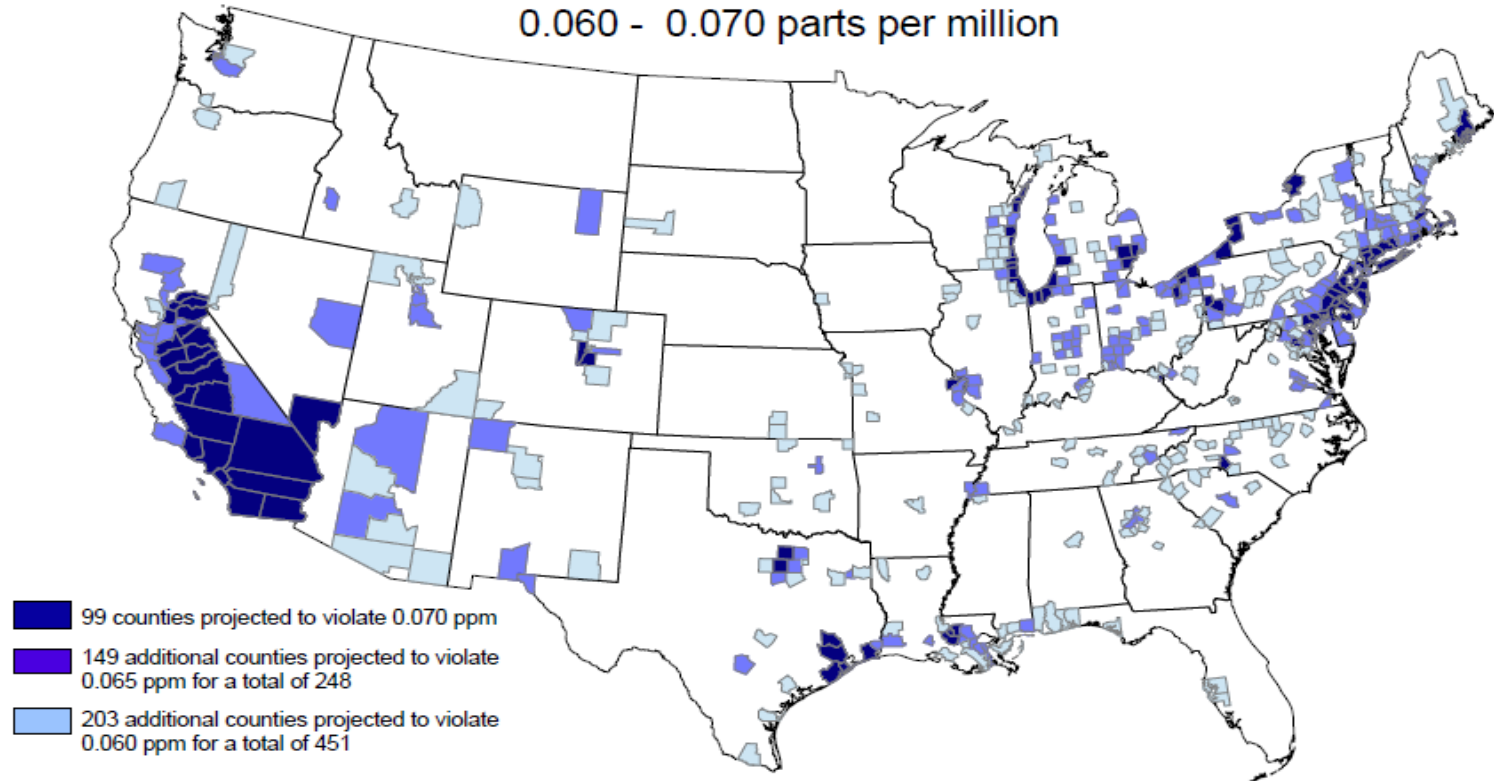 0.060 - 0.070 parts per million
99 counties projected to violate 0.070 ppm
149 additional counties projected to violate
0.065 ppm for a total of 248
203 additional counties projected to violate
0.060 ppm for a total of 451